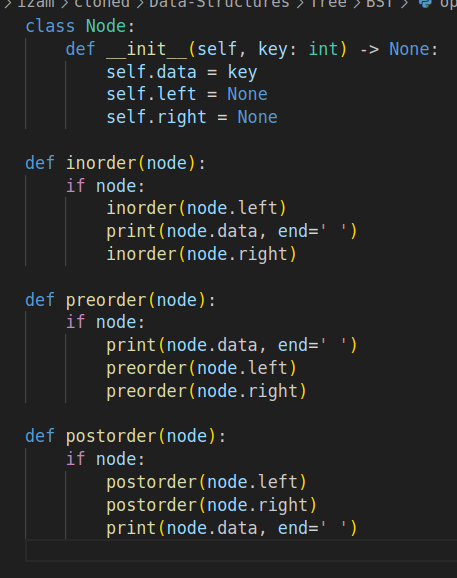 > izam > cloned > Data-Structures > Tree > BST > op
class Node:
    def __init__(self, key: int) -> None:
        self.data = key
        self.left = None
        self.right = None

def inorder(node):
    if node:
        inorder(node.left)
        print(node.data, end=' ')
        inorder(node.right)

def preorder(node):
    if node:
        print(node.data, end=' ')
        preorder(node.left)
        preorder(node.right)

def postorder(node):
    if node:
        postorder(node.left)
        postorder(node.right)
        print(node.data, end=' ')